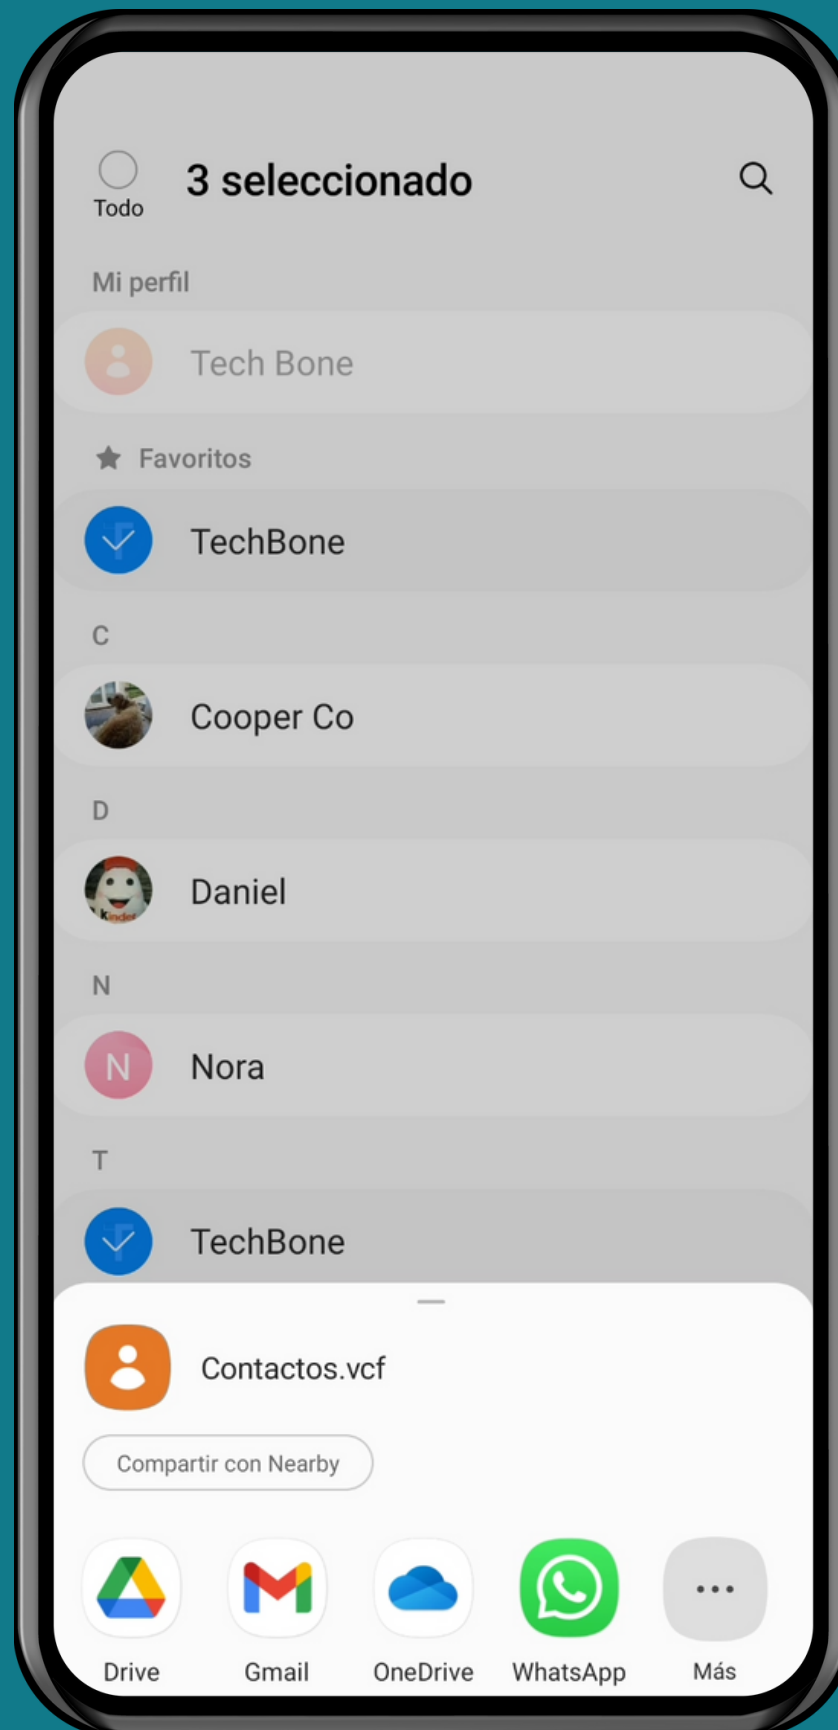 3 seleccionado
Todo
Mi perfil
Tech Bone
Favoritos
TechBone
C
Cooper Co
D
Kinder
Daniel
N
N
Nora
T
TechBone
Contactos.vcf
Compartir con Nearby
Drive
Gmail
OneDrive
WhatsApp
Más